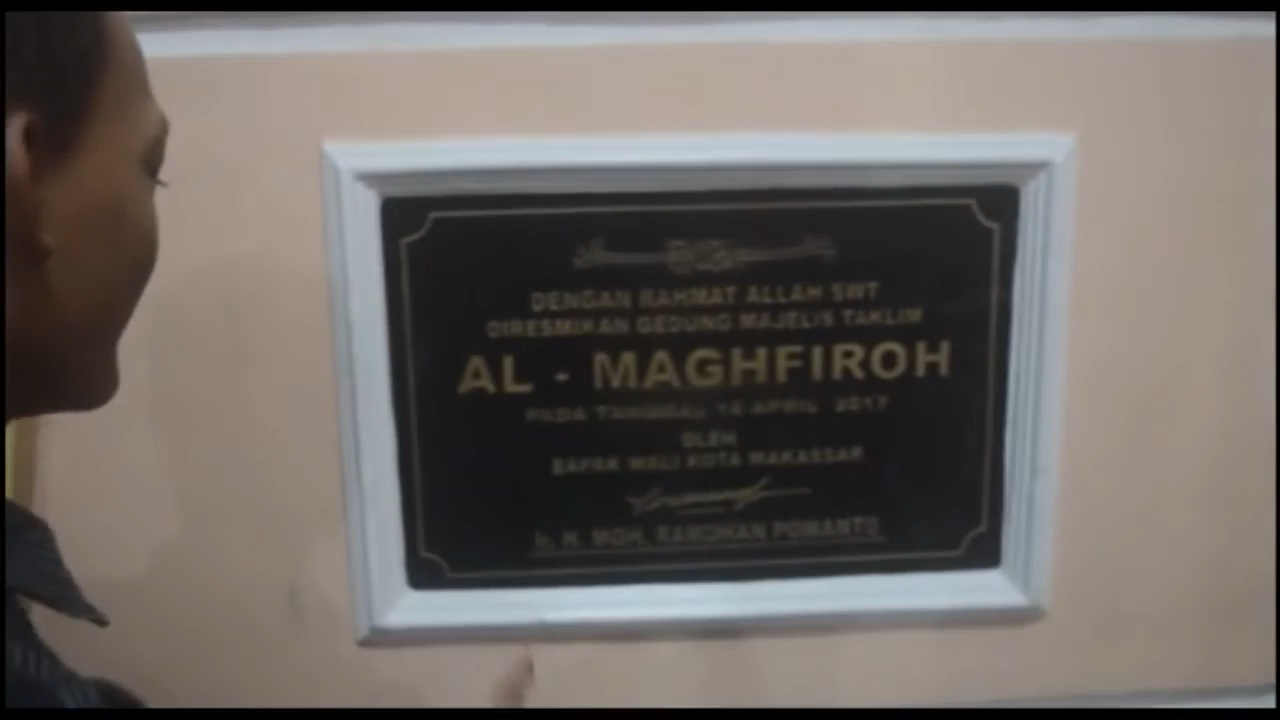 DENGAN RAHMAT ALLAH SWT
DIRESMIKAN GEDUNG MAJELIS TAKLIM
AL - MAGHFIROH
PADA TANGGAL 10 APRIL 2017
OLEH
BAPAK WALI KOTA MAKASSAR
Ir. H. MOH. RAMDHAN POMANTO